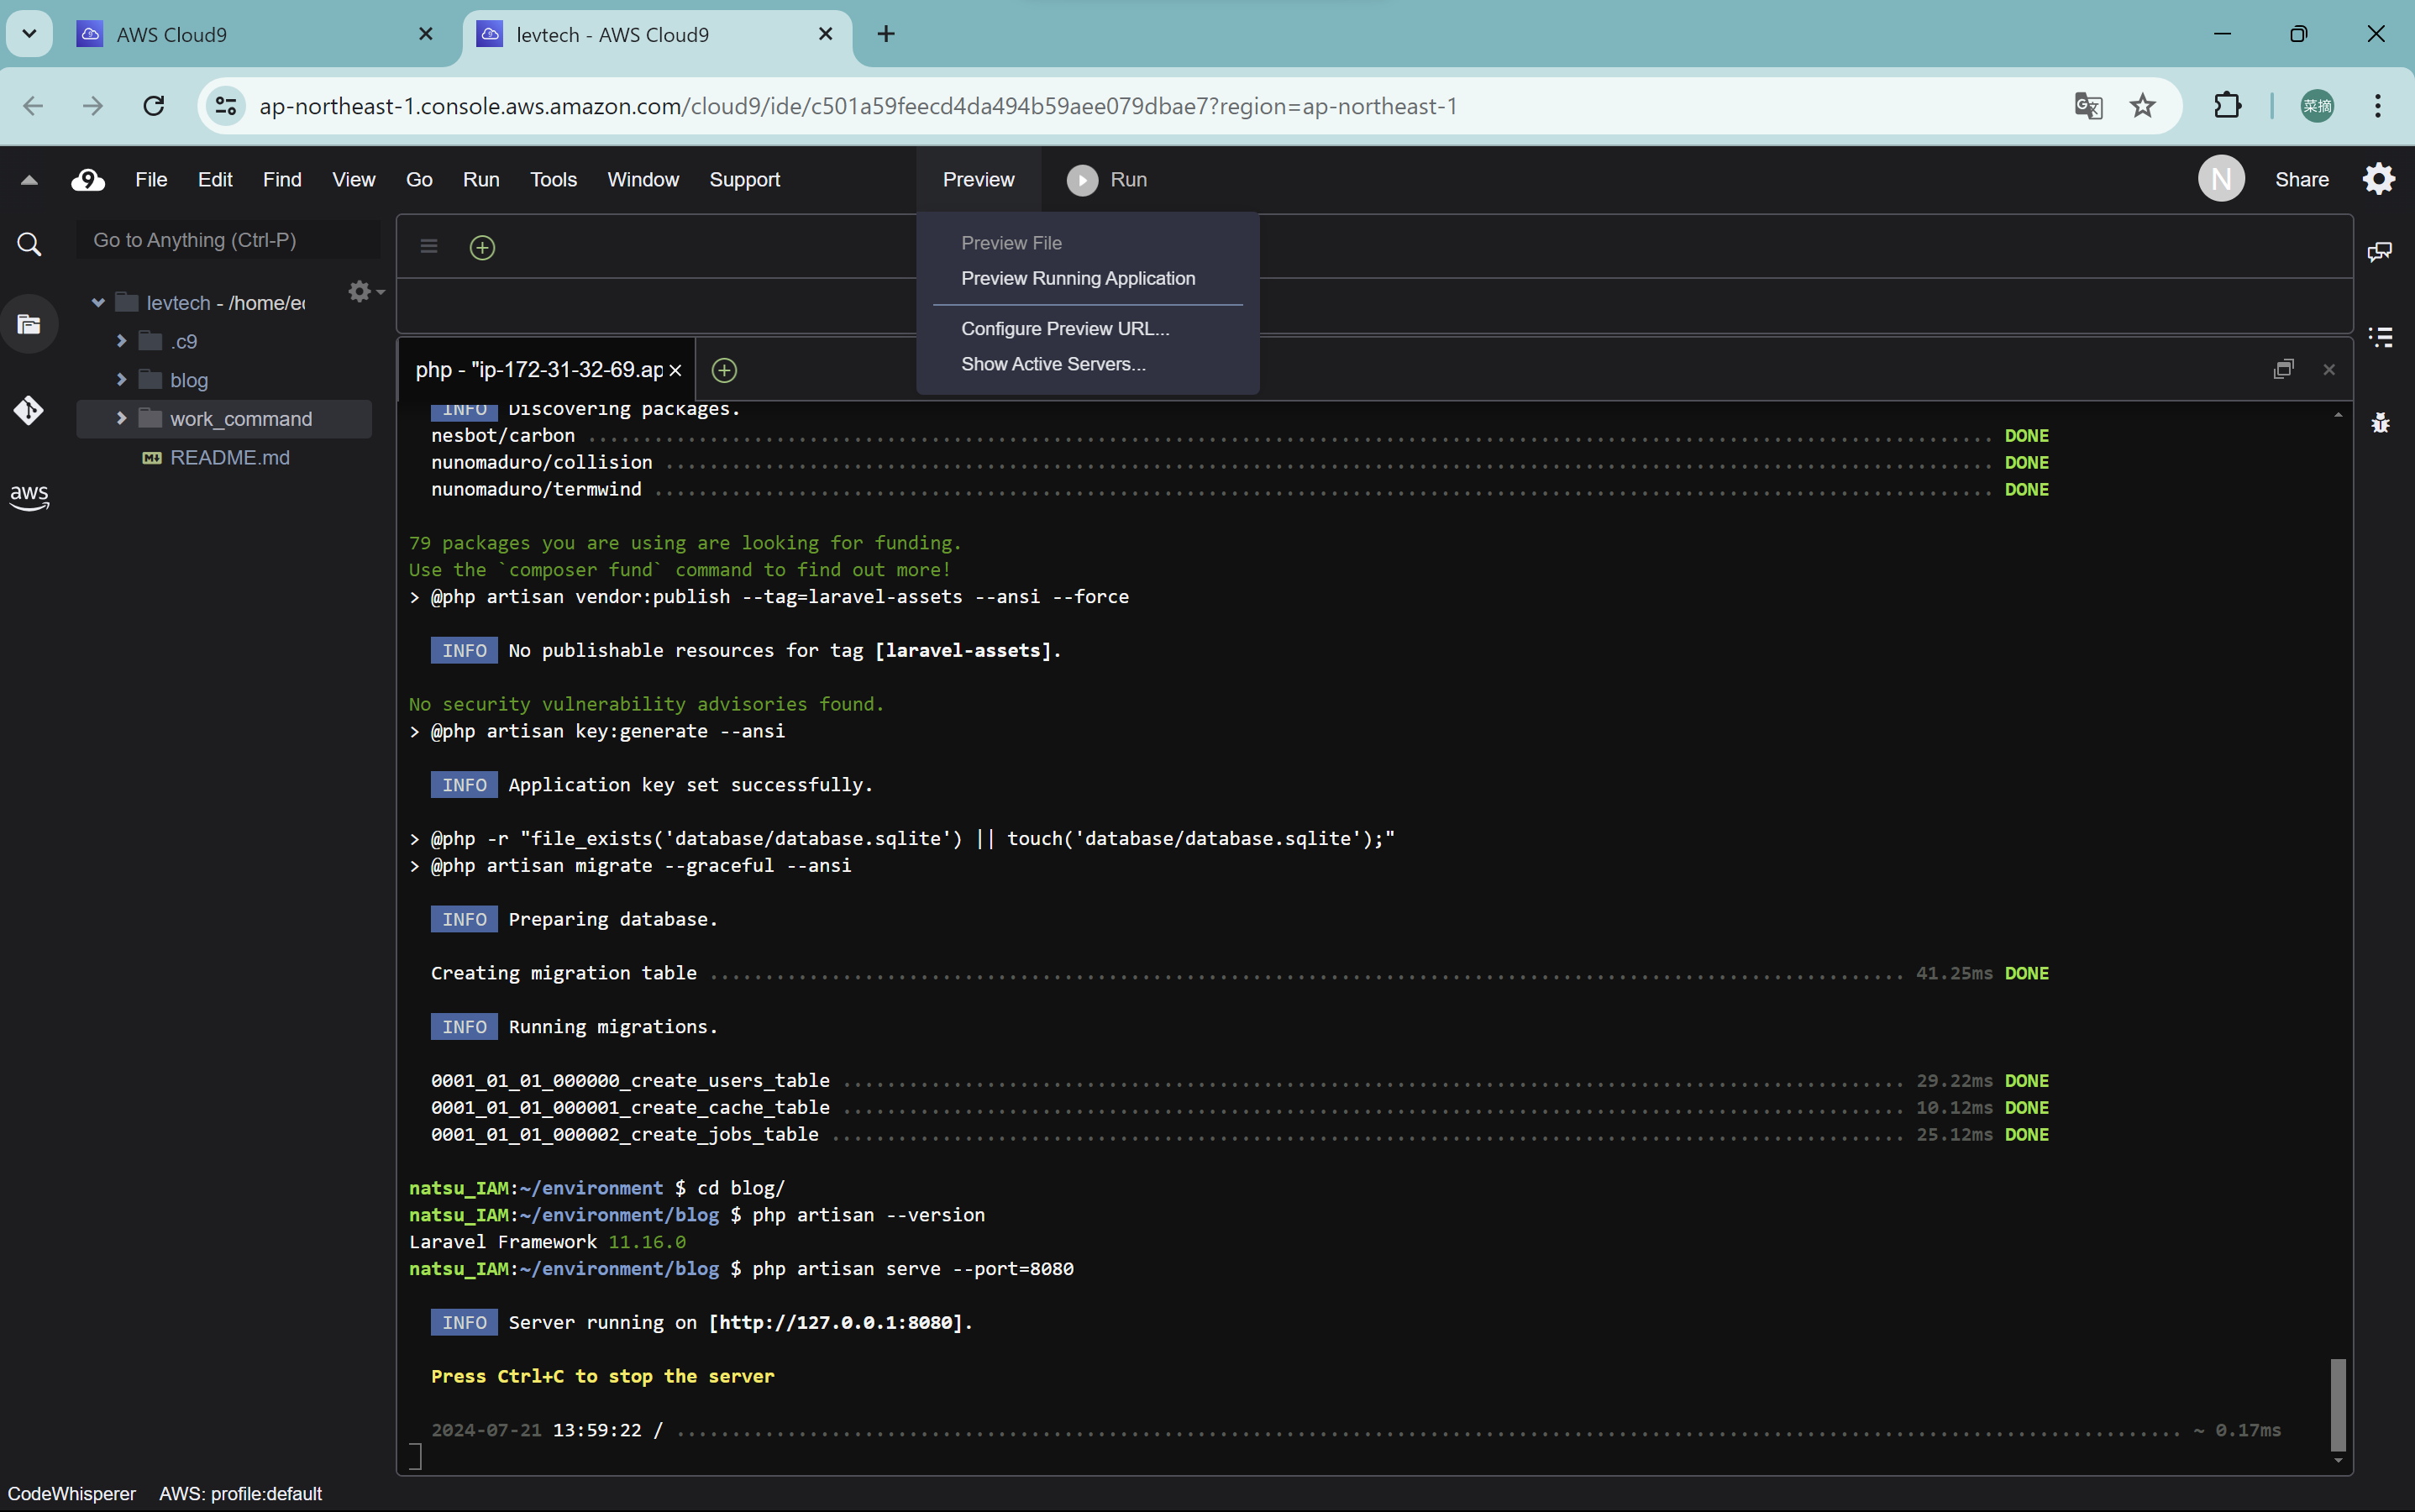 AWS Cloud9
levtech - AWS Cloud9
ap-northeast-1.console.aws.amazon.com/cloud9/ide/c501a59feecd4da494b59aee079dbae7?region=ap-northeast-1
菜摘
9 File Edit Find View Go Run Tools Window Support Preview Run N Share
Go to Anything (Ctrl-P)
levtech - /home/ec
.c9
blog
work_command
M↓ README.md
aws
Preview File
Preview Running Application
Configure Preview URL...
Show Active Servers...
php - "ip-172-31-32-69.ap
INFO Discovering packages.
nesbot/carbon DONE
nunomaduro/collision DONE
nunomaduro/termwind DONE
79 packages you are using are looking for funding.
Use the `composer fund` command to find out more!
> @php artisan vendor:publish --tag=laravel-assets --ansi --force
INFO No publishable resources for tag [laravel-assets].
No security vulnerability advisories found.
> @php artisan key:generate --ansi
INFO Application key set successfully.
> @php -r "file_exists('database/database.sqlite') || touch('database/database.sqlite');"
> @php artisan migrate --graceful --ansi
INFO Preparing database.
Creating migration table 41.25ms DONE
INFO Running migrations.
0001_01_01_000000_create_users_table 29.22ms DONE
0001_01_01_000001_create_cache_table 10.12ms DONE
0001_01_01_000002_create_jobs_table 25.12ms DONE
natsu_IAM:~/environment $ cd blog/
natsu_IAM:~/environment/blog $ php artisan --version
Laravel Framework 11.16.0
natsu_IAM:~/environment/blog $ php artisan serve --port=8080
INFO Server running on [http://127.0.0.1:8080].
Press Ctrl+C to stop the server
2024-07-21 13:59:22 / ~ 0.17ms
CodeWhisperer AWS: profile:default